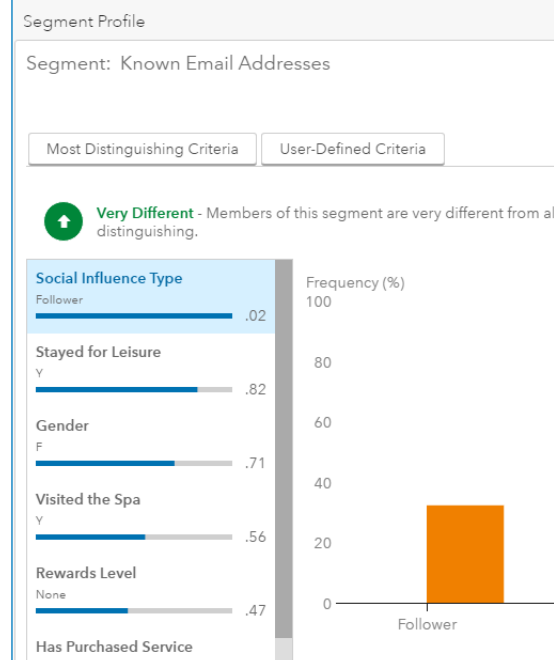 Segment Profile
Segment: Known Email Addresses
Most Distinguishing Criteria
User-Defined Criteria
Very Different - Members of this segment are very different from al
distinguishing.
Social Influence Type
Follower
.02
Stayed for Leisure
Y
.82
Gender
F
.71
Visited the Spa
Y
.56
Rewards Level
None
.47
Has Purchased Service
Frequency (%)
100
80
60
40
20
0
Follower